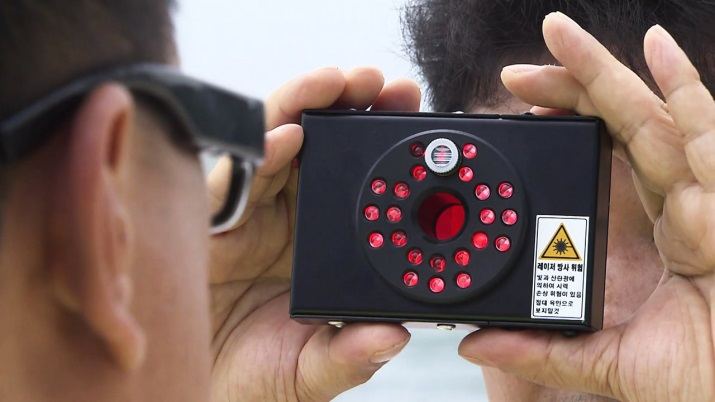 레이저 방사 위험
빛과 산란광에
의하여 시력
손상 위험이 있음
절대 육안으로
보지말것